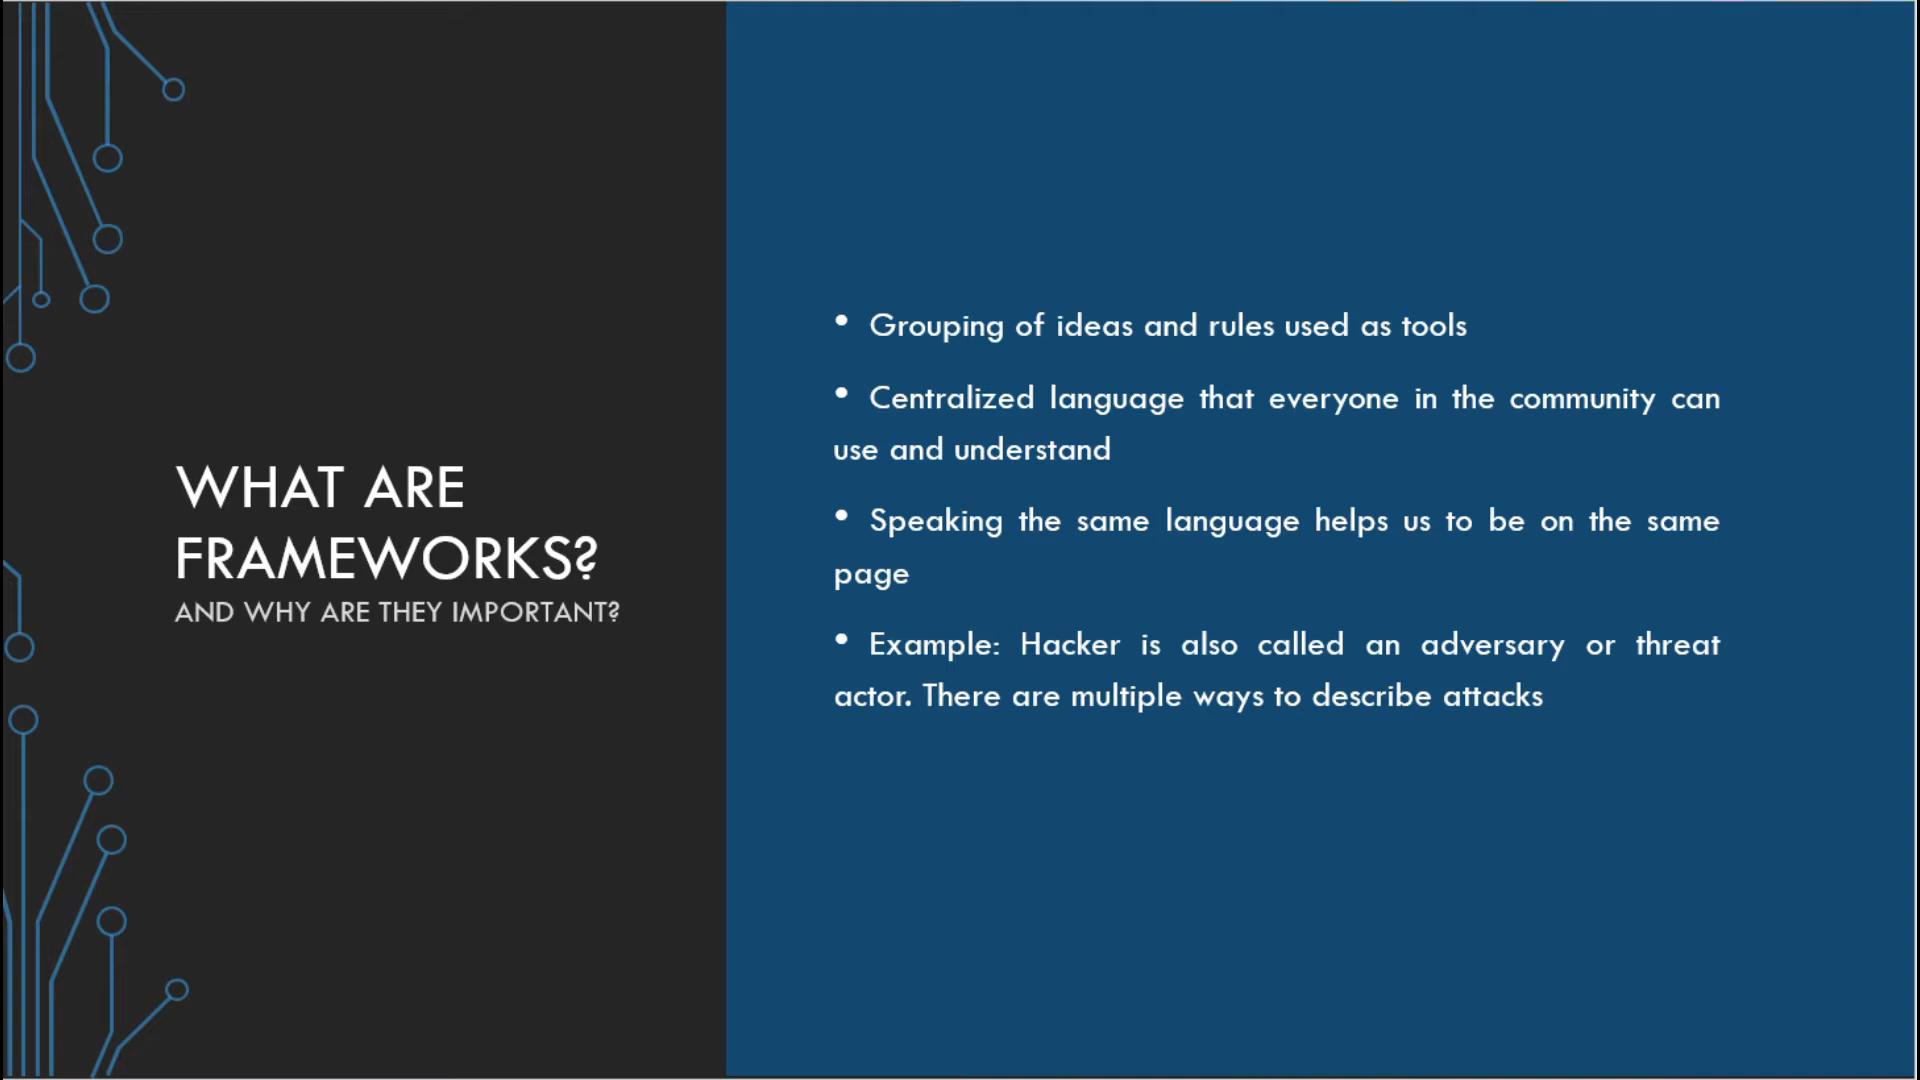 WHAT ARE
FRAMEWORKS?
AND WHY ARE THEY IMPORTANT?
• Grouping of ideas and rules used as tools
• Centralized language that everyone in the community can
use and understand
• Speaking the same language helps us to be on the same
page
• Example: Hacker is also called an adversary or threat
actor. There are multiple ways to describe attacks